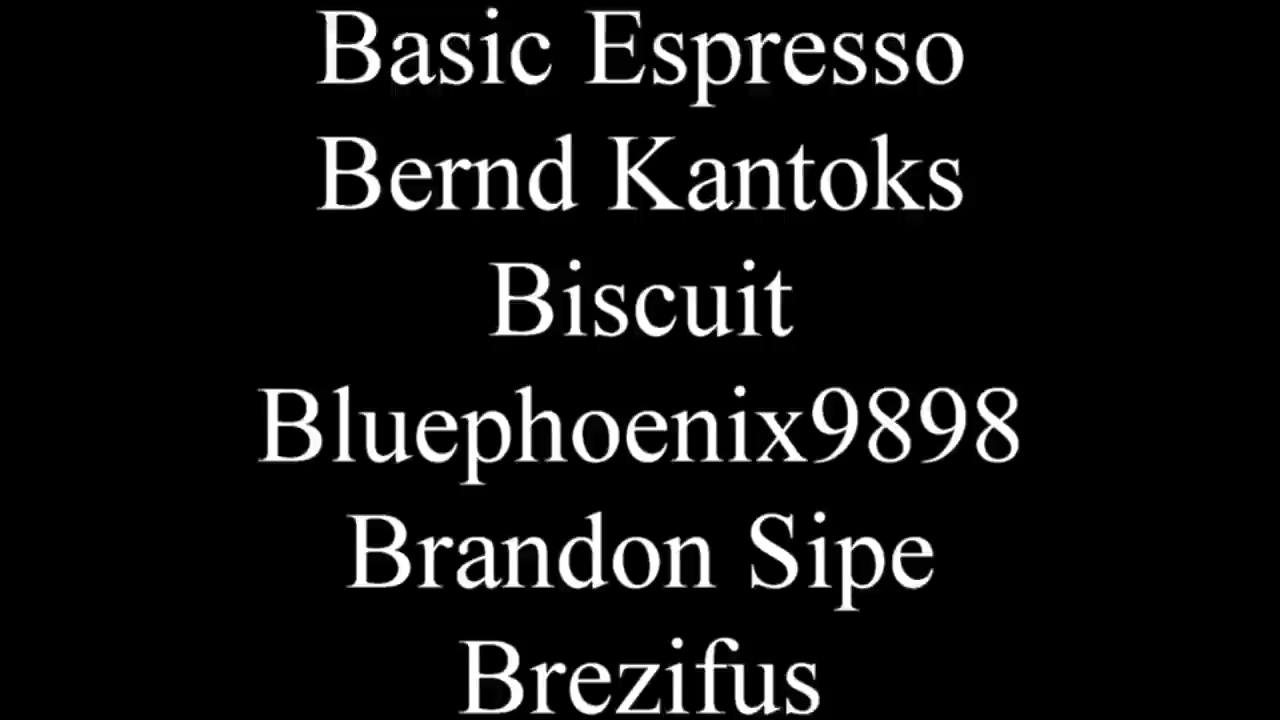 Basic Espresso
Bernd Kantoks
Biscuit
Bluephoenix9898
Brandon Sipe
Brezifus